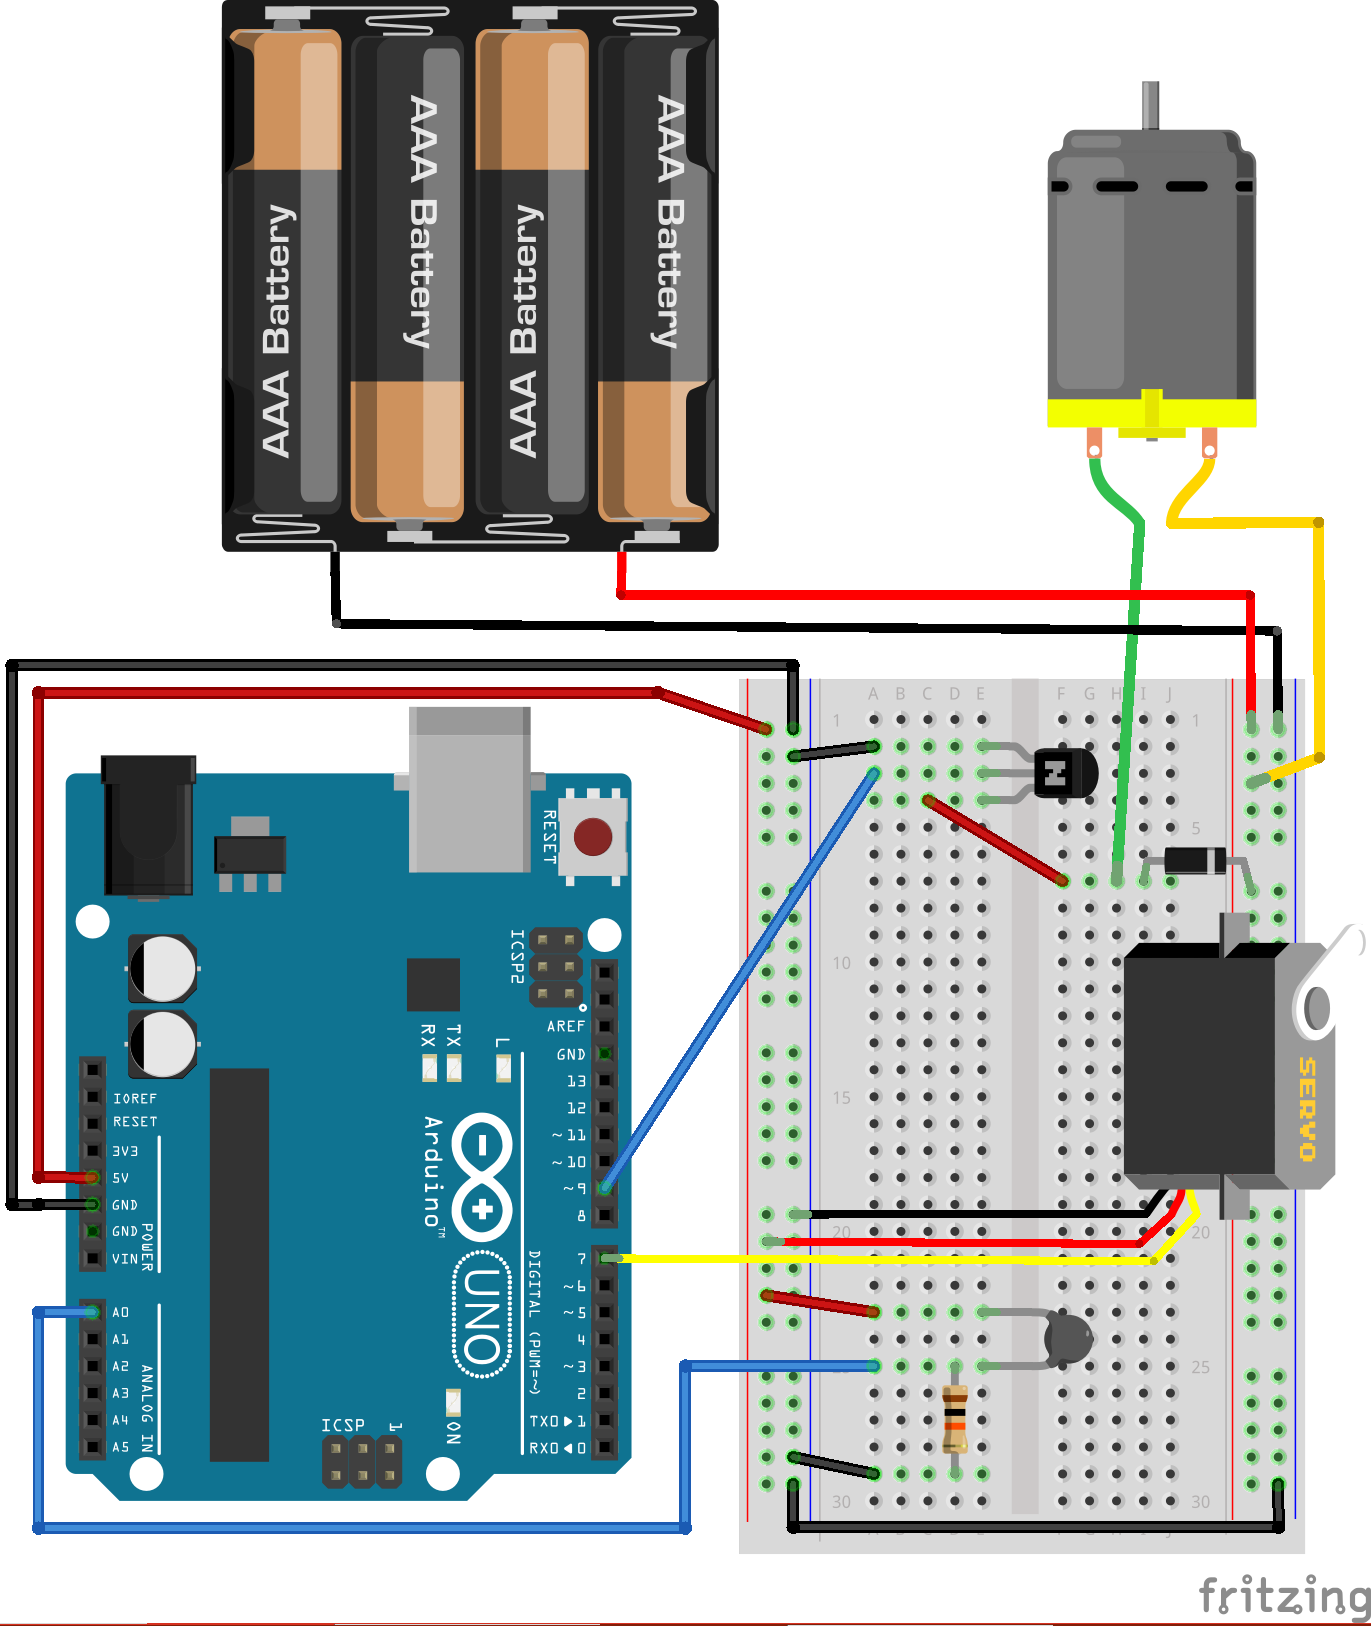 AAA Battery
AAA Battery
AAA Battery
AAA Battery
A B C D E F G H I J
1 1
5
N
RESET
ICSP2
10
SERVO
AREF
GND
13
12
~11
~10
~9
8
RX
TX
L
Arduino™
UNO
15
IOREF
RESET
3V3
5V
GND
GND
VIN
POWER
20 20
7
~6
~5
4
~3
2
TX0▶1
RX0◀0
DIGITAL (PWM=~)
A0
A1
A2
A3
A4
A5
ANALOG IN
25
ON
ICSP
1
30 30
fritzing